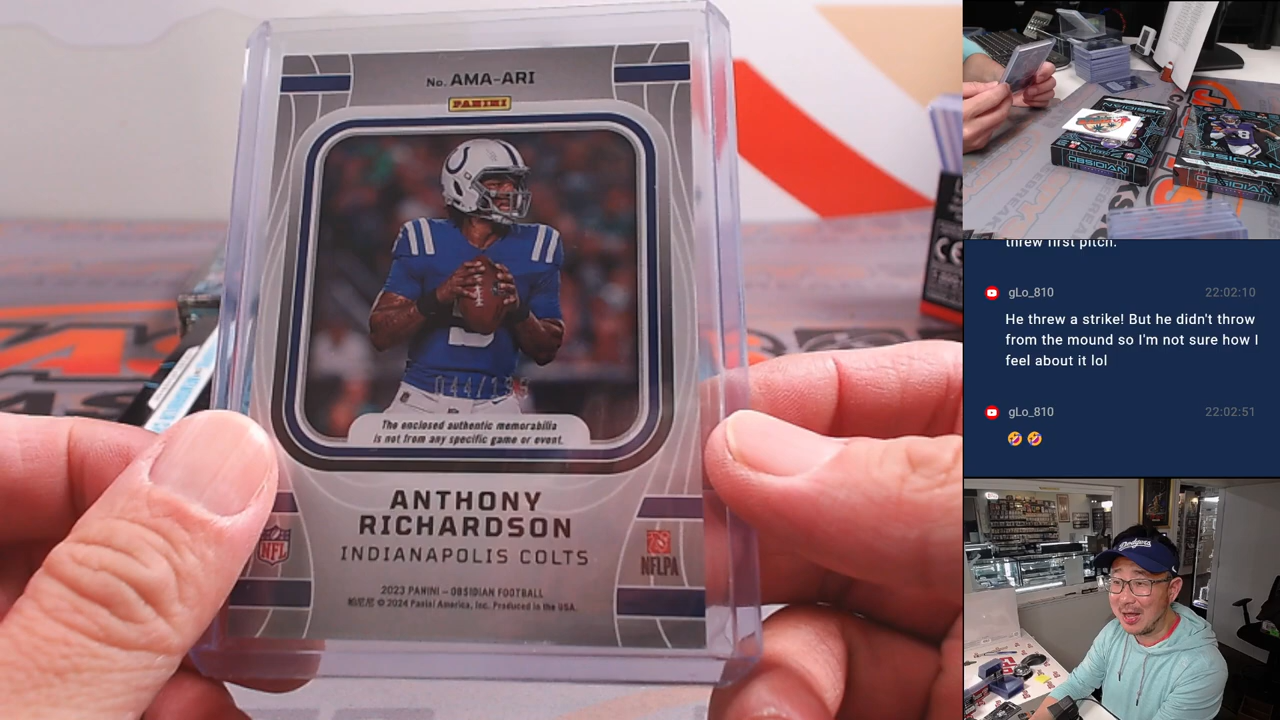 No. AMA-ARI
PANINI
The enclosed authentic memorabilia
is not from any specific game or event.
ANTHONY
RICHARDSON
INDIANAPOLIS COLTS
NFL
NFLPA
2023 PANINI – OBSIDIAN FOOTBALL
© 2024 Panini America, Inc. Produced in the USA.
OBSIDIAN
OBSIDIAN
OBSIDIAN
threw first pitch.
gLo_810 22:02:10
He threw a strike! But he didn't throw
from the mound so I'm not sure how I
feel about it lol
gLo_810 22:02:51
Dodgers